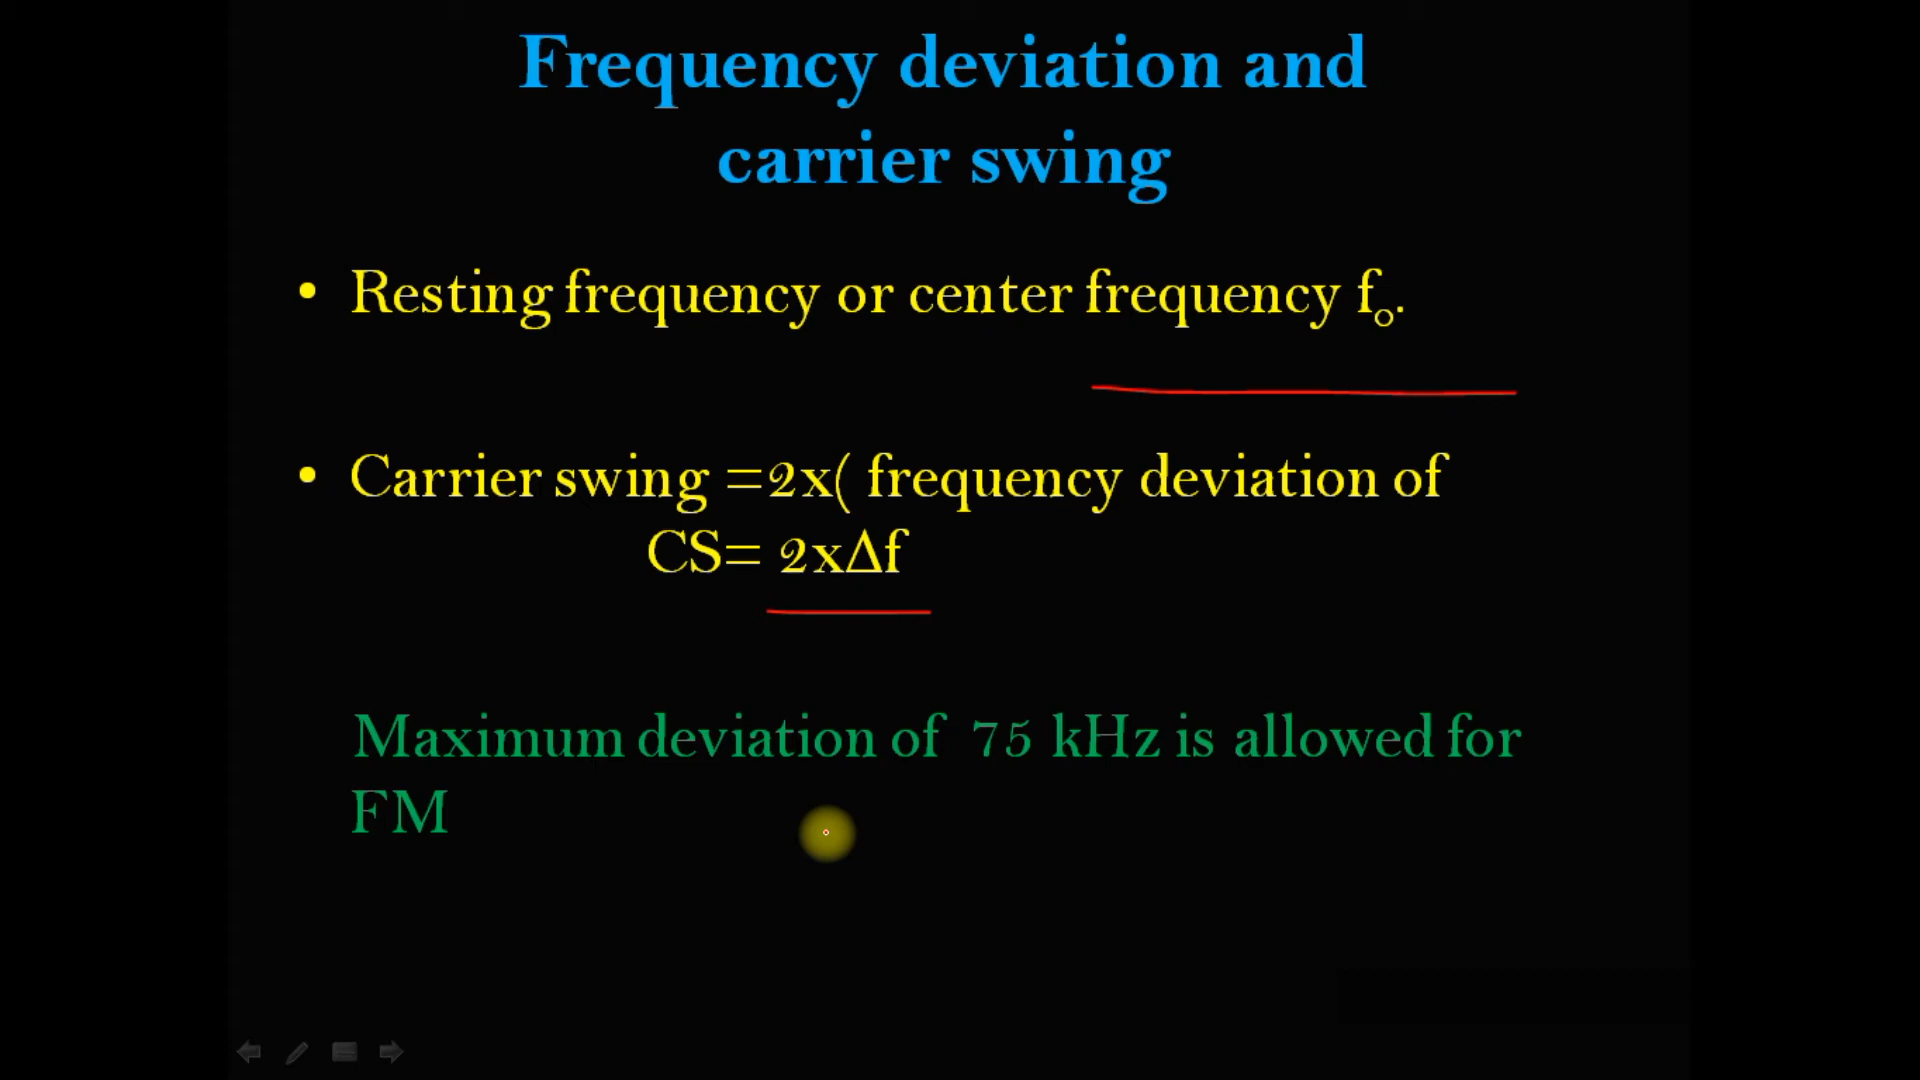 Frequency deviation and
carrier swing
• Resting frequency or center frequency fₒ.
• Carrier swing =2x( frequency deviation of
CS= 2xΔf
Maximum deviation of 75 kHz is allowed for
FM